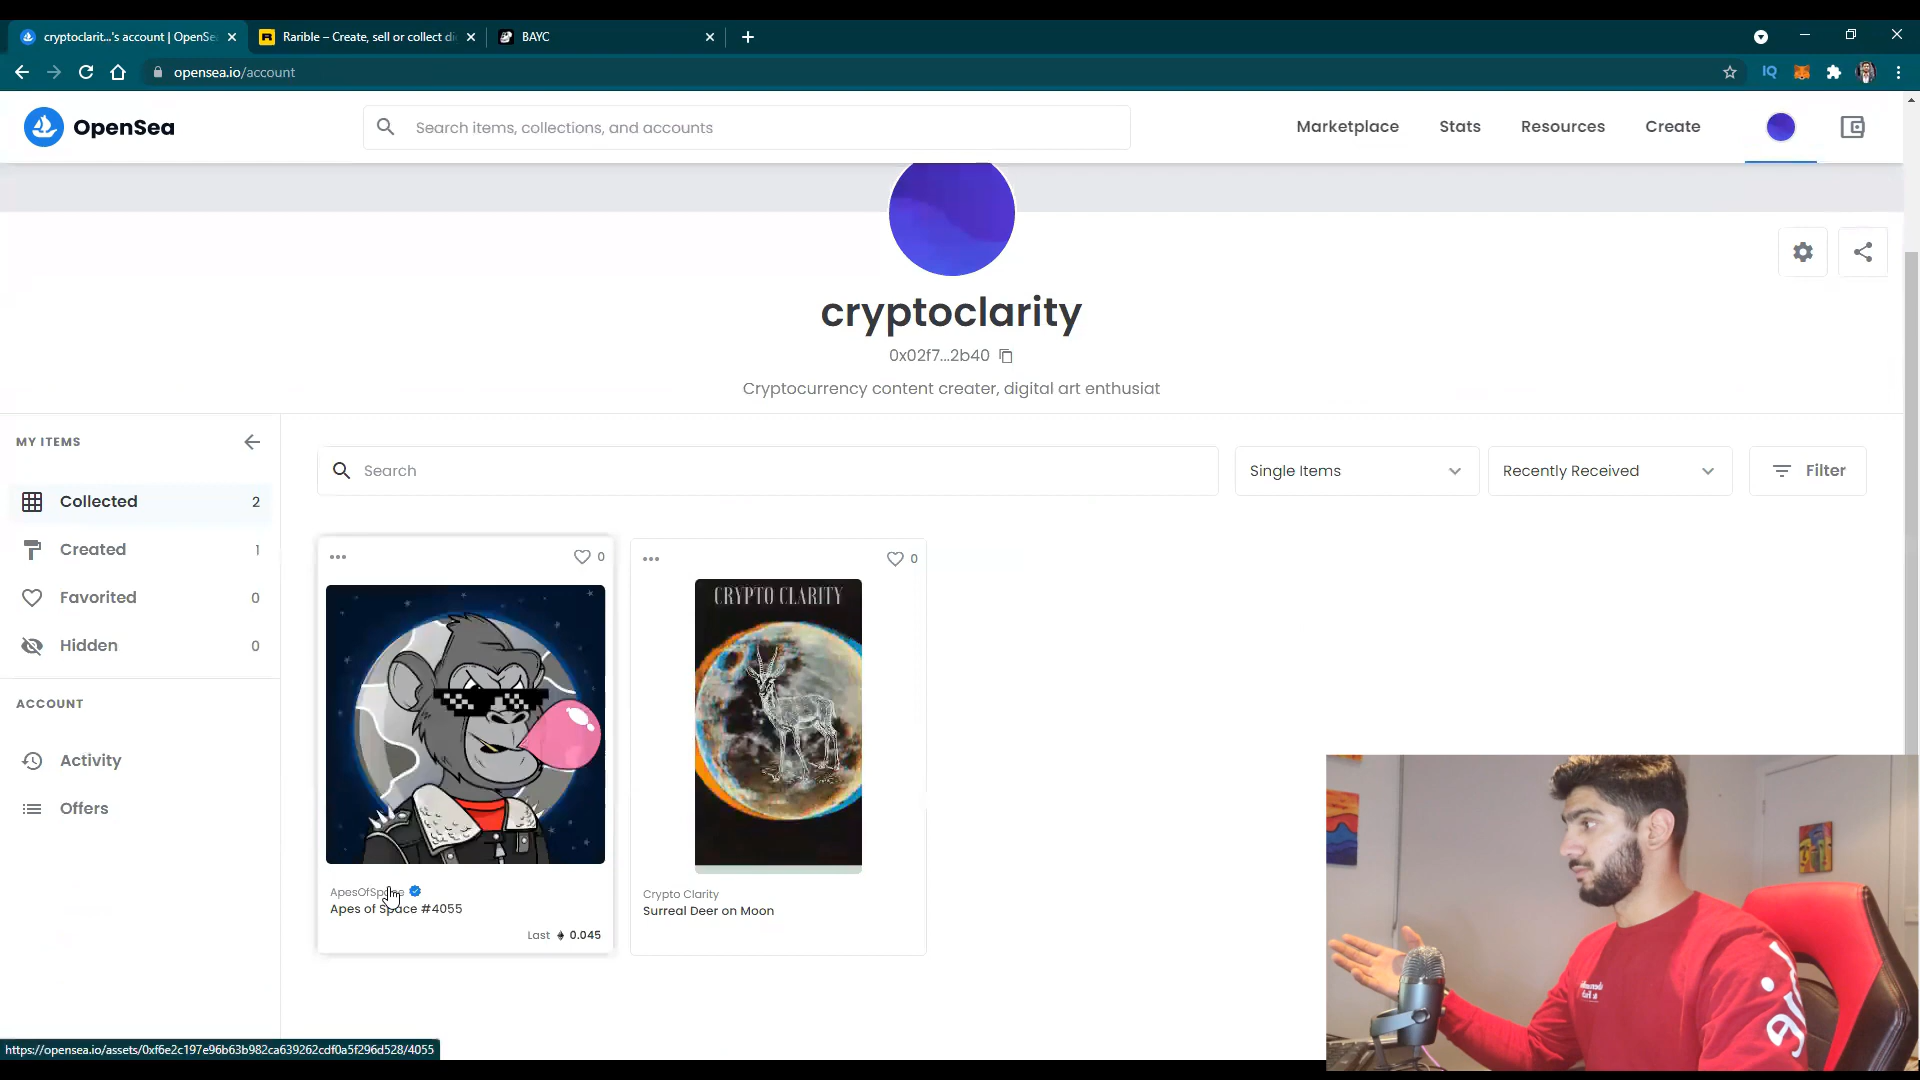 cryptoclarit...'s account | OpenSe
Rarible – Create, sell or collect di
BAYC
opensea.io/account
IQ
OpenSea
Search items, collections, and accounts
Marketplace
Stats
Resources
Create
cryptoclarity
0x02f7...2b40
Cryptocurrency content creater, digital art enthusiat
MY ITEMS
Collected 2
Created 1
Favorited 0
Hidden 0
ACCOUNT
Activity
Offers
Search
Single Items
Recently Received
Filter
0
ApesOfSpace
Apes of Space #4055
Last 0.045
0
CRYPTO CLARITY
Crypto Clarity
Surreal Deer on Moon
https://opensea.io/assets/0xf6e2c197e96b63b982ca639262cdf0a5f296d528/4055